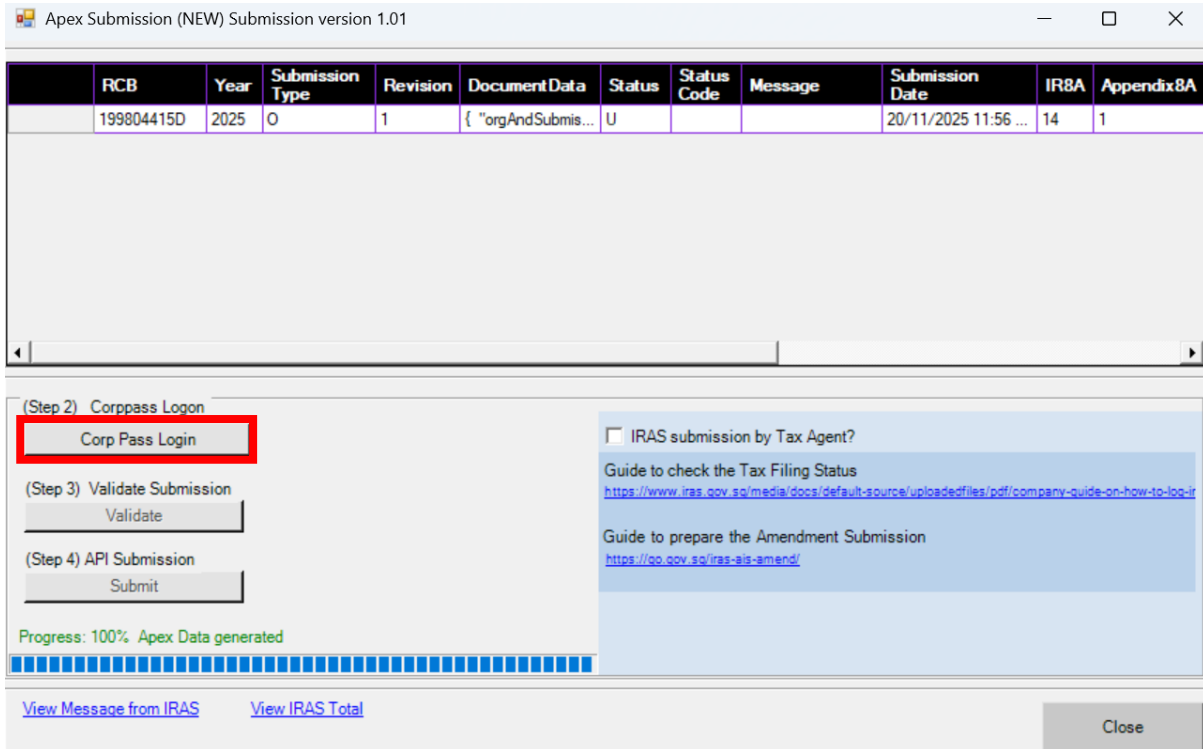 Apex Submission (NEW) Submission version 1.01
RCB Year Submission Type Revision DocumentData Status Status Code Message Submission Date IR8A Appendix8A
199804415D 2025 O 1 { "orgAndSubmis... U 20/11/2025 11:56 ... 14 1
(Step 2) Corppass Logon
Corp Pass Login
IRAS submission by Tax Agent?
Guide to check the Tax Filing Status
https://www.iras.gov.sg/media/docs/default-source/uploadedfiles/pdf/company-guide-on-how-to-log-ir
(Step 3) Validate Submission
Validate
Guide to prepare the Amendment Submission
https://go.gov.sg/iras-ais-amend/
(Step 4) API Submission
Submit
Progress: 100% Apex Data generated
View Message from IRAS View IRAS Total
Close